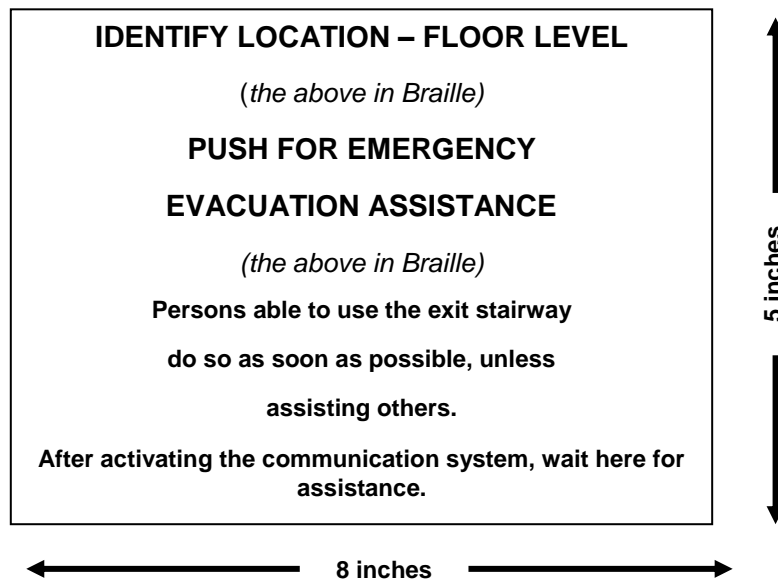 IDENTIFY LOCATION – FLOOR LEVEL
(the above in Braille)
PUSH FOR EMERGENCY
EVACUATION ASSISTANCE
(the above in Braille)
Persons able to use the exit stairway
do so as soon as possible, unless
assisting others.
After activating the communication system, wait here for
assistance.
5 inches
8 inches